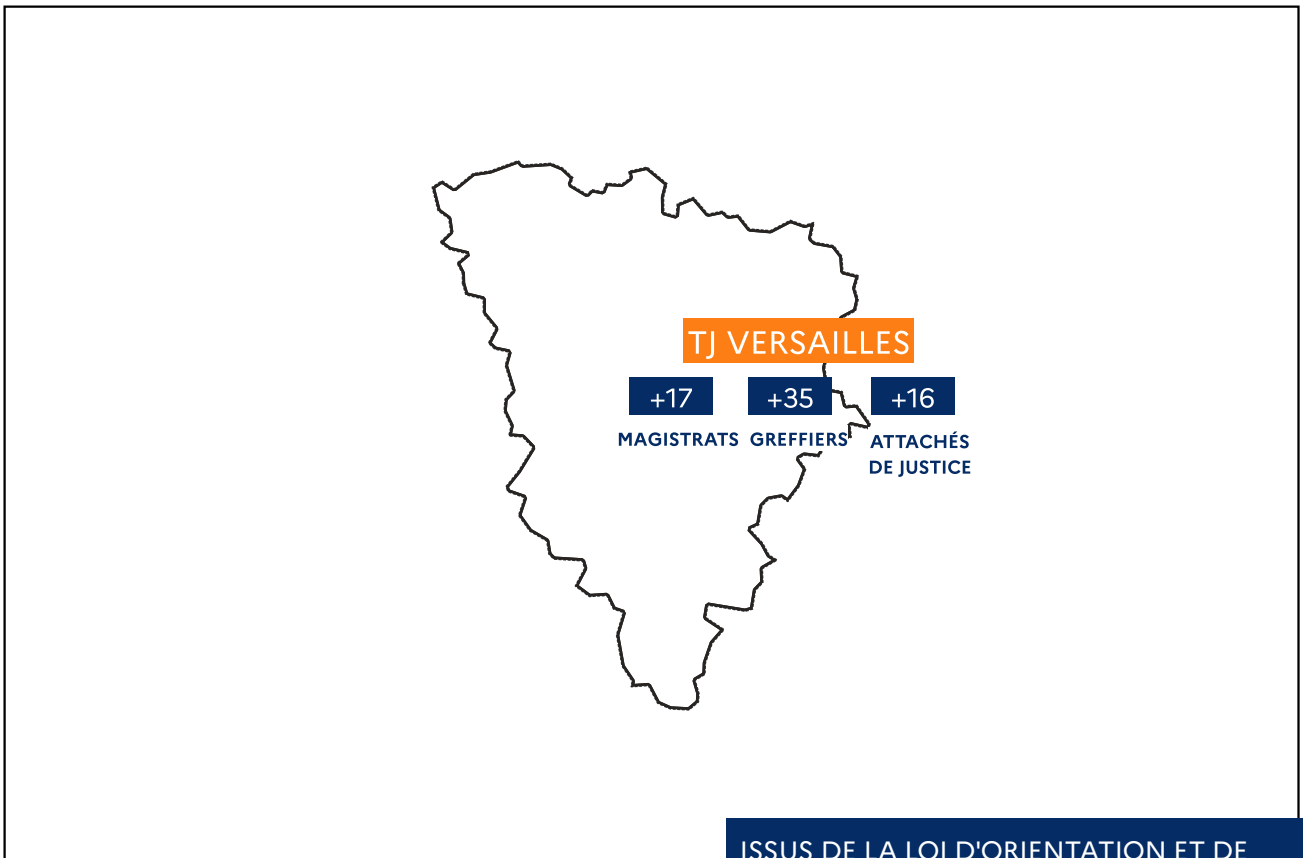 TJ VERSAILLES
+17 +35 +16
MAGISTRATS GREFFIERS ATTACHÉS
DE JUSTICE
ISSUS DE LA LOI D'ORIENTATION ET DE